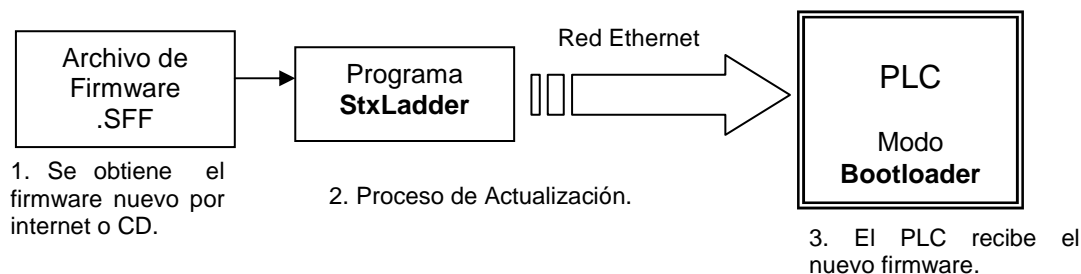 Archivo de
Firmware
.SFF
Programa
StxLadder
Red Ethernet
PLC
Modo
Bootloader
1. Se obtiene el
firmware nuevo por
internet o CD.
2. Proceso de Actualización.
3. El PLC recibe el
nuevo firmware.